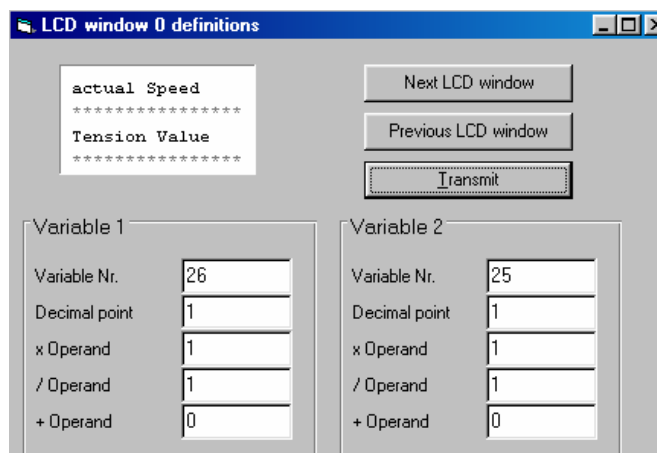 LCD window 0 definitions
actual Speed
****************
Tension Value
****************
Next LCD window
Previous LCD window
Transmit
Variable 1
Variable Nr. 26
Decimal point 1
x Operand 1
/ Operand 1
+ Operand 0
Variable 2
Variable Nr. 25
Decimal point 1
x Operand 1
/ Operand 1
+ Operand 0